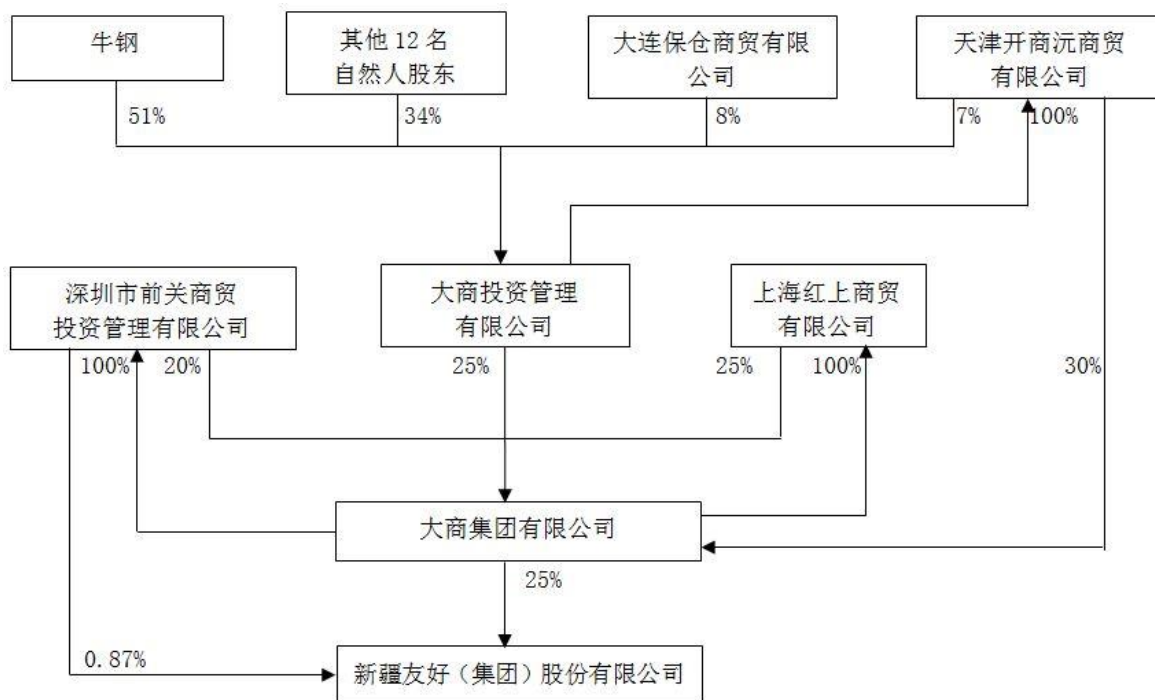 牛钢
其他 12 名
自然人股东
大连保仓商贸有限
公司
天津开商沅商贸
有限公司
51%
34%
8%
7%
100%
深圳市前关商贸
投资管理有限公司
大商投资管理
有限公司
上海红上商贸
有限公司
100%
20%
25%
25%
100%
30%
大商集团有限公司
25%
0.87%
新疆友好（集团）股份有限公司